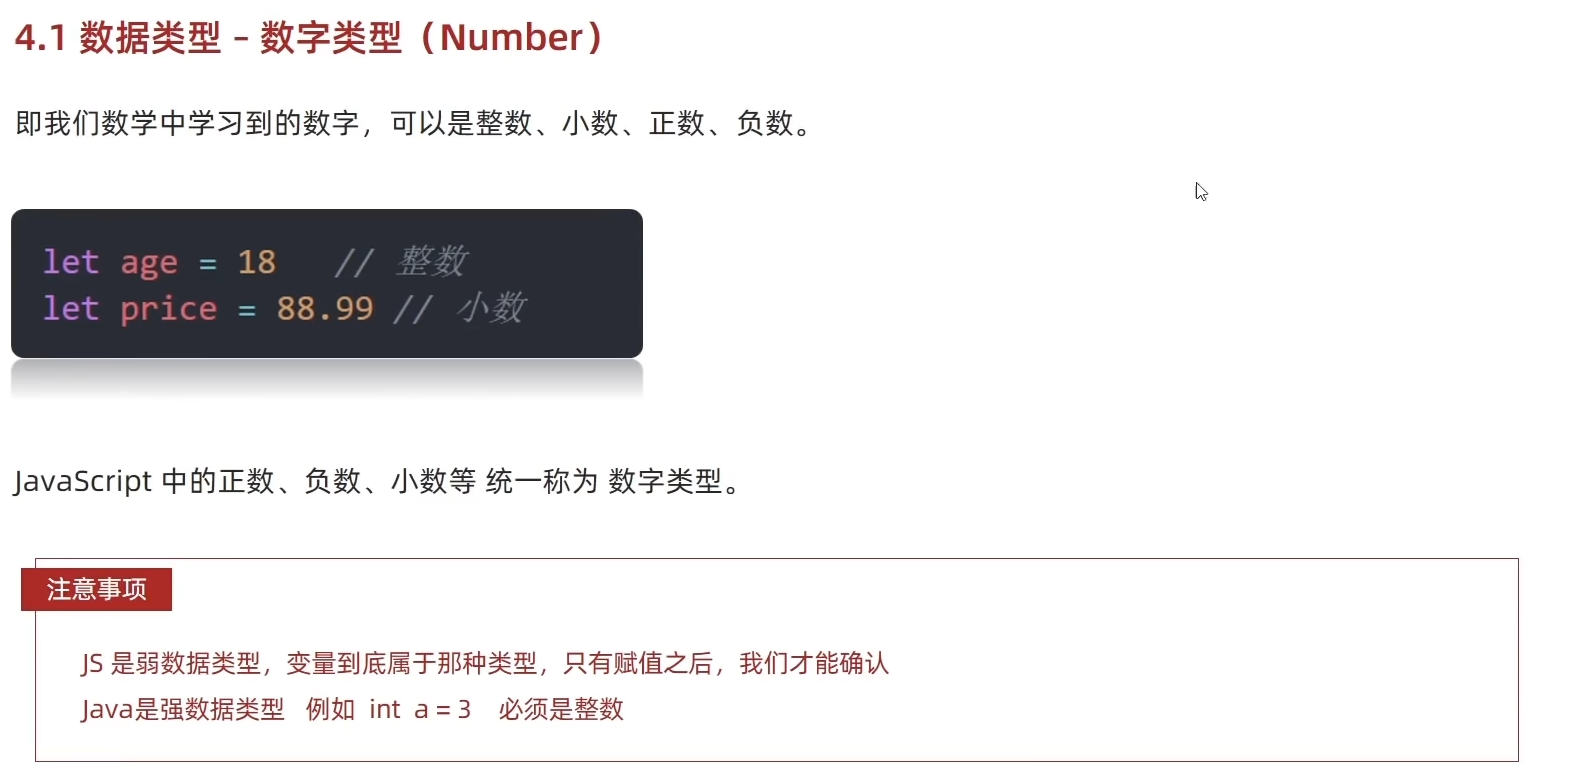 4.1 数据类型 – 数字类型（Number）
即我们数学中学习到的数字，可以是整数、小数、正数、负数。
let age = 18   // 整数
let price = 88.99 // 小数
JavaScript 中的正数、负数、小数等 统一称为 数字类型。
注意事项
JS 是弱数据类型，变量到底属于那种类型，只有赋值之后，我们才能确认
Java是强数据类型   例如  int  a = 3    必须是整数